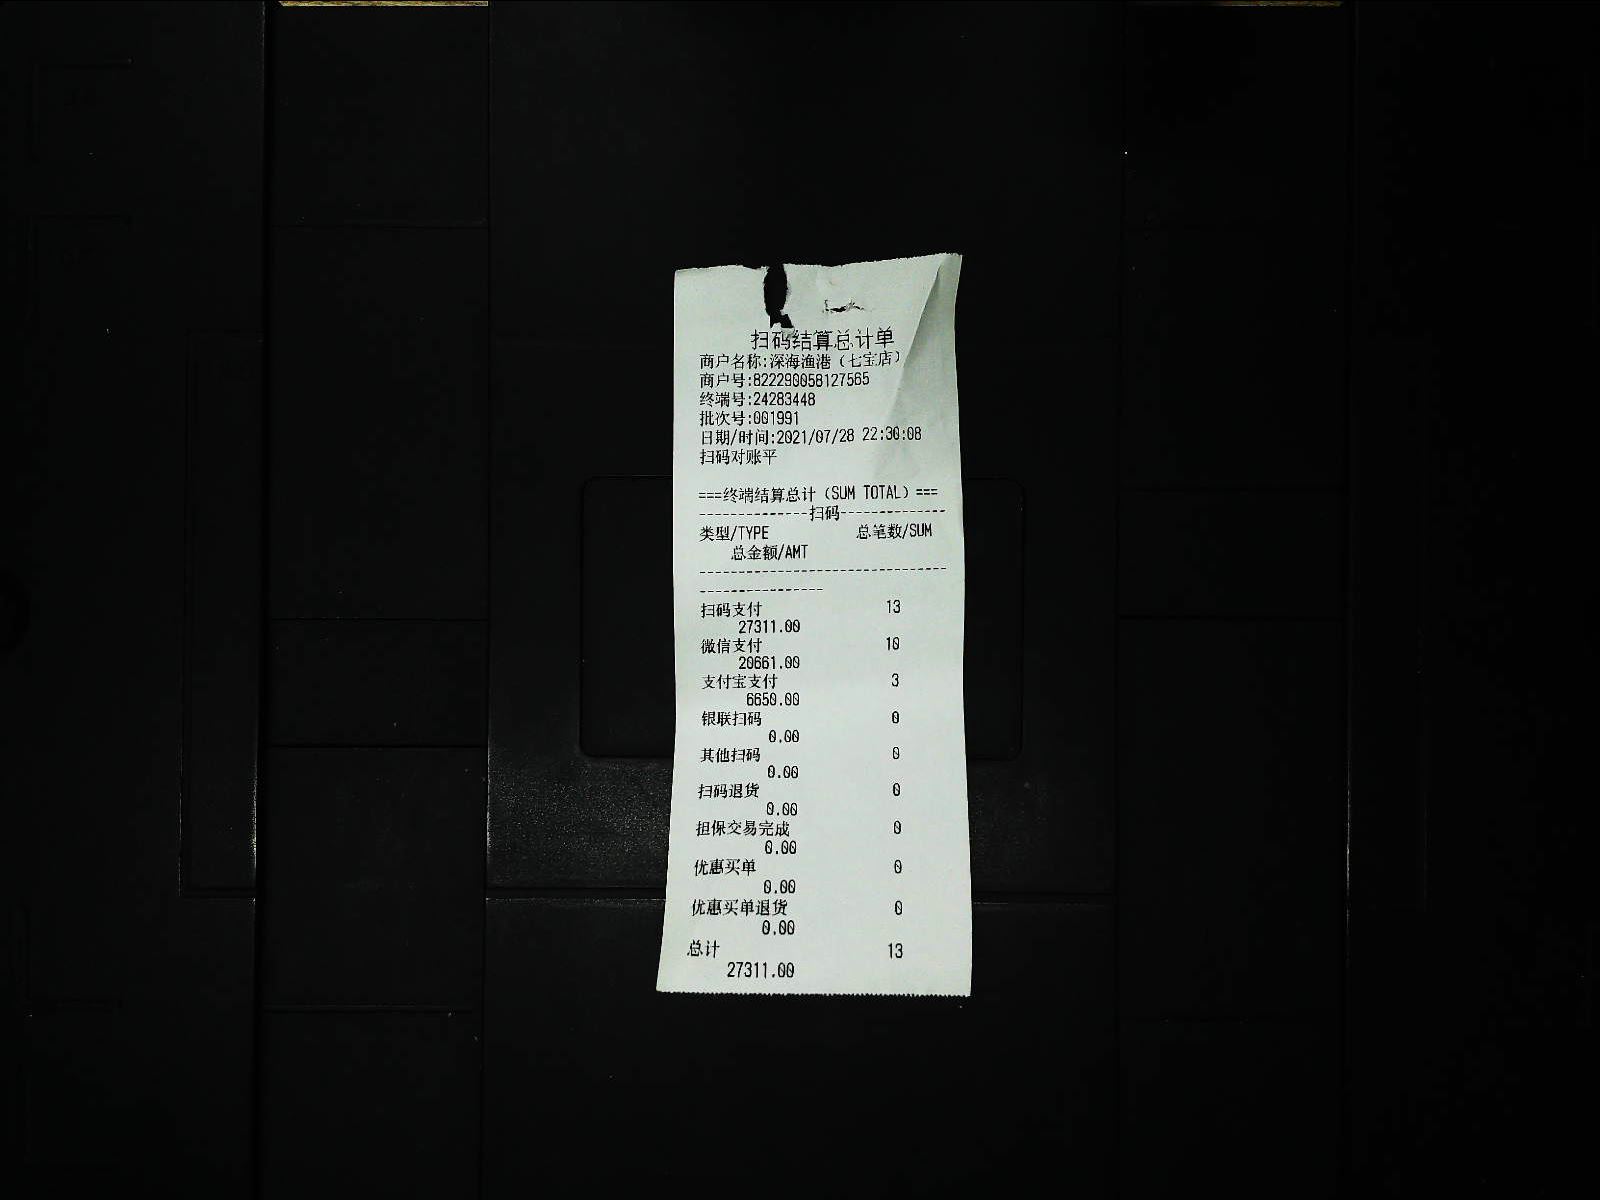 扫码结算总计单
商户名称:深海渔港（七宝店）
商户号:822290058127565
终端号:24283448
批次号:001991
日期/时间:2021/07/28 22:30:08
扫码对账平
===终端结算总计（SUM TOTAL）===
--------------扫码--------------
类型/TYPE 总笔数/SUM
总金额/AMT
--------------------------------
----------------
扫码支付 13
27311.00
微信支付 10
20661.00
支付宝支付 3
6650.00
银联扫码 0
0.00
其他扫码 0
0.00
扫码退货 0
0.00
担保交易完成 0
0.00
优惠买单 0
0.00
优惠买单退货 0
0.00
总计 13
27311.00